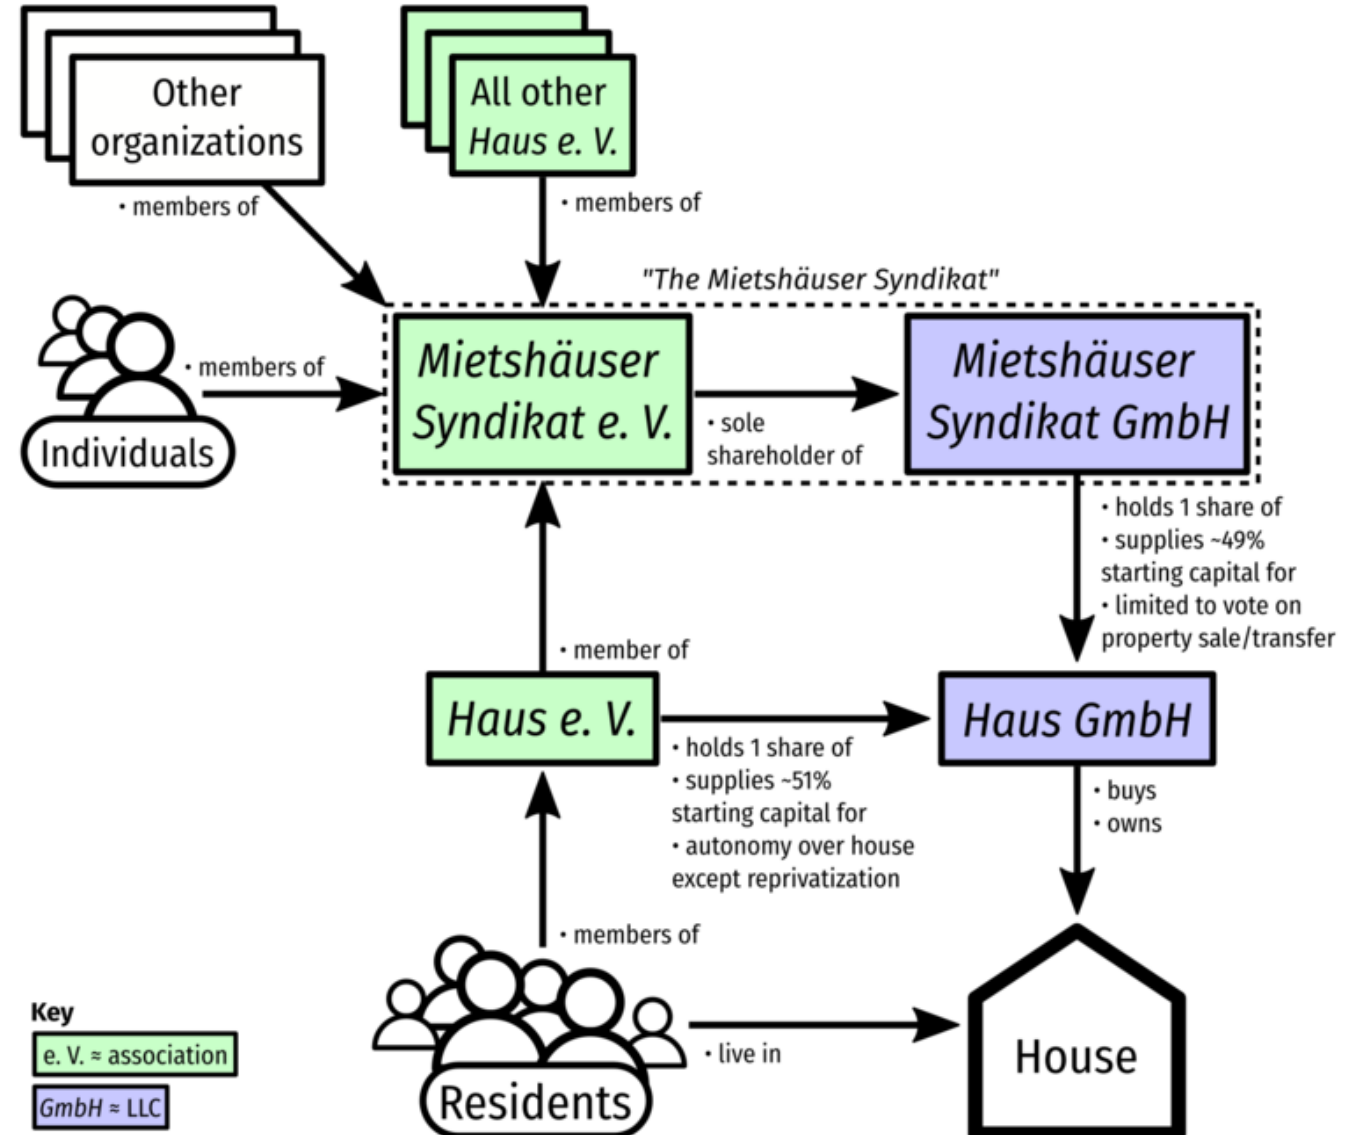 Other
organizations
All other
Haus e. V.
• members of
• members of
"The Mietshäuser Syndikat"
• members of
Individuals
Mietshäuser
Syndikat e. V.
• sole
shareholder of
Mietshäuser
Syndikat GmbH
• holds 1 share of
• supplies ~49%
starting capital for
• limited to vote on
property sale/transfer
• member of
Haus e. V.
Haus GmbH
• holds 1 share of
• supplies ~51%
starting capital for
• autonomy over house
except reprivatization
• buys
• owns
• members of
Residents
• live in
House
Key
e. V. ≈ association
GmbH ≈ LLC